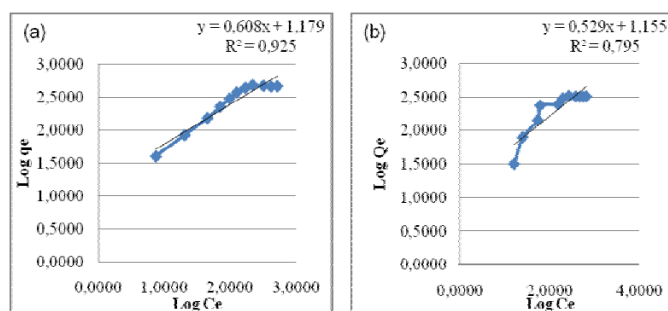 (a)
y = 0,608x + 1,179
R² = 0,925
3,0000
2,5000
2,0000
1,5000
1,0000
0,5000
0,0000
Log qe
0,0000 1,0000 2,0000 3,0000
Log Ce
(b)
y = 0,529x + 1,155
R² = 0,795
3,0000
2,5000
2,0000
1,5000
1,0000
0,5000
0,0000
Log Qe
0,0000 2,0000 4,0000
Log Ce